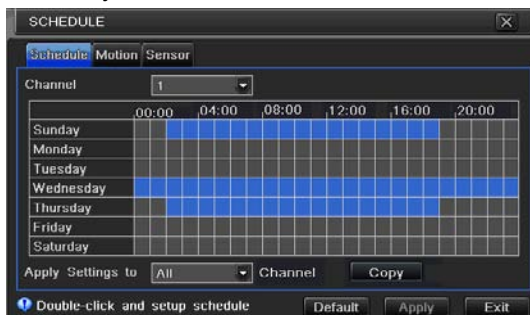 SCHEDULE
Schedule Motion Sensor
Channel 1
00:00 04:00 08:00 12:00 16:00 20:00
Sunday
Monday
Tuesday
Wednesday
Thursday
Friday
Saturday
Apply Settings to All Channel Copy
Double-click and setup schedule Default Apply Exit